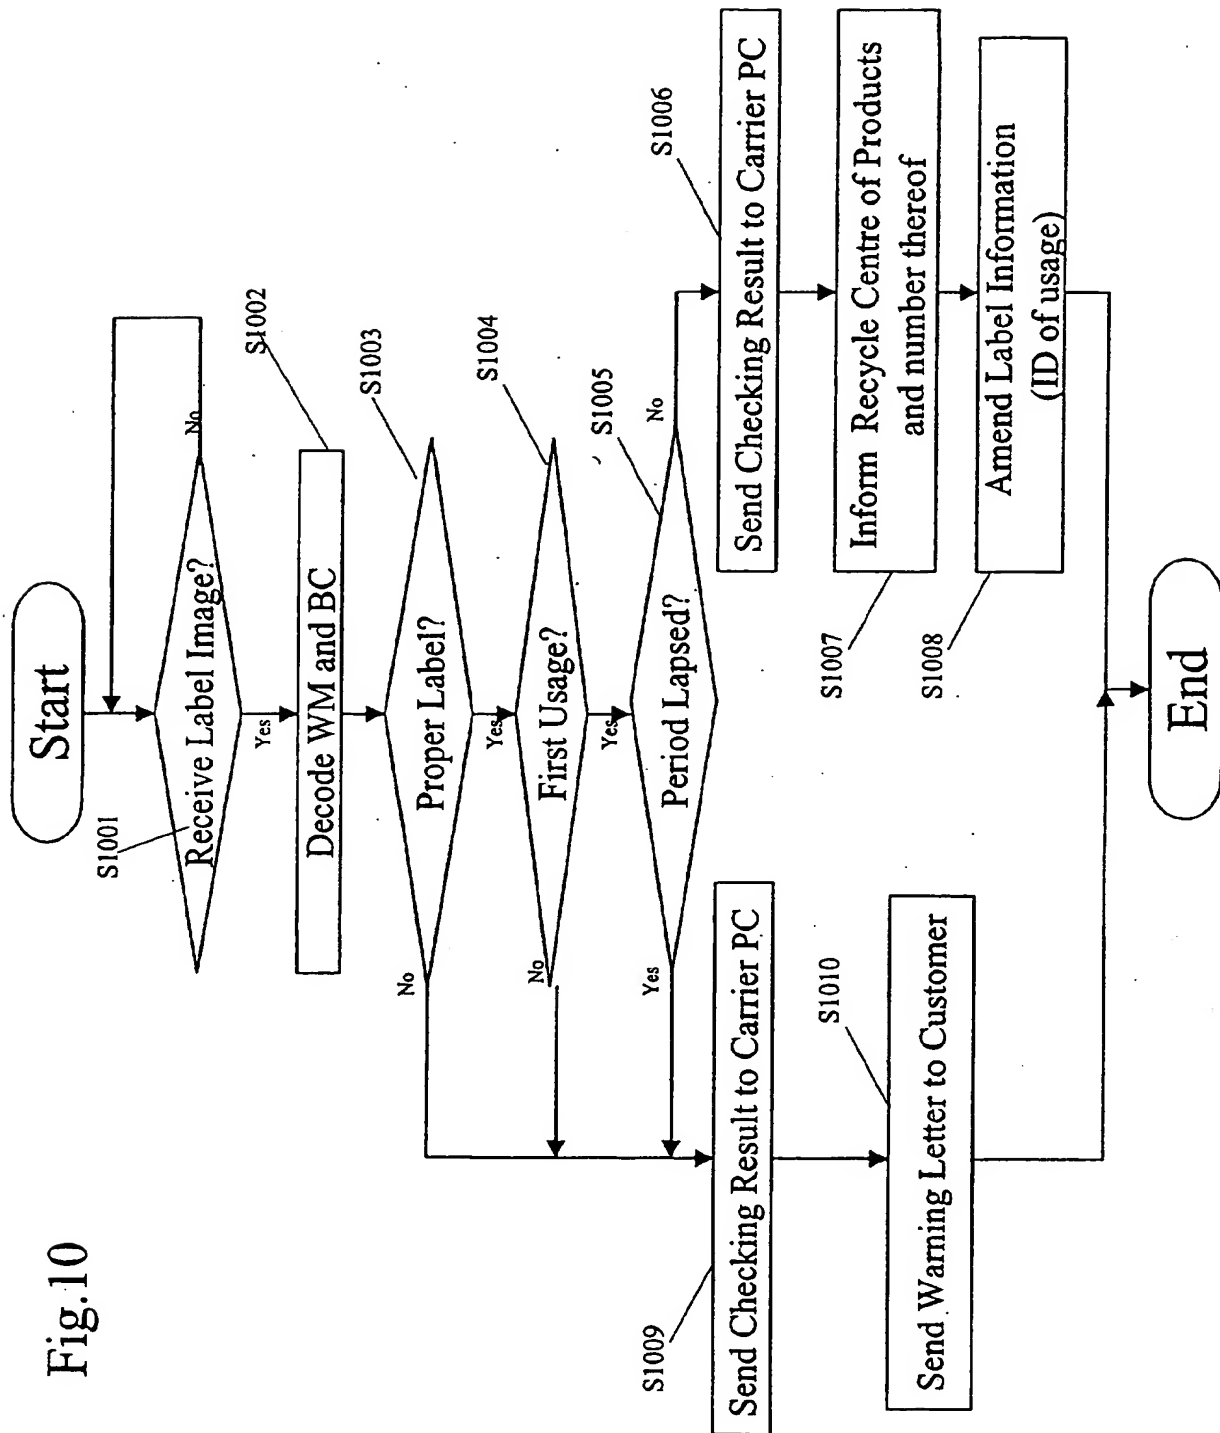 Fig.10
Start
S1001
Receive Label Image?
No
Yes
S1002
Decode WM and BC
S1003
Proper Label?
No
Yes
S1004
First Usage?
No
Yes
S1005
Period Lapsed?
Yes
No
S1006
Send Checking Result to Carrier PC
S1007
Inform Recycle Centre of Products
and number thereof
S1008
Amend Label Information
(ID of usage)
S1009
Send Checking Result to Carrier PC
S1010
Send Warning Letter to Customer
End